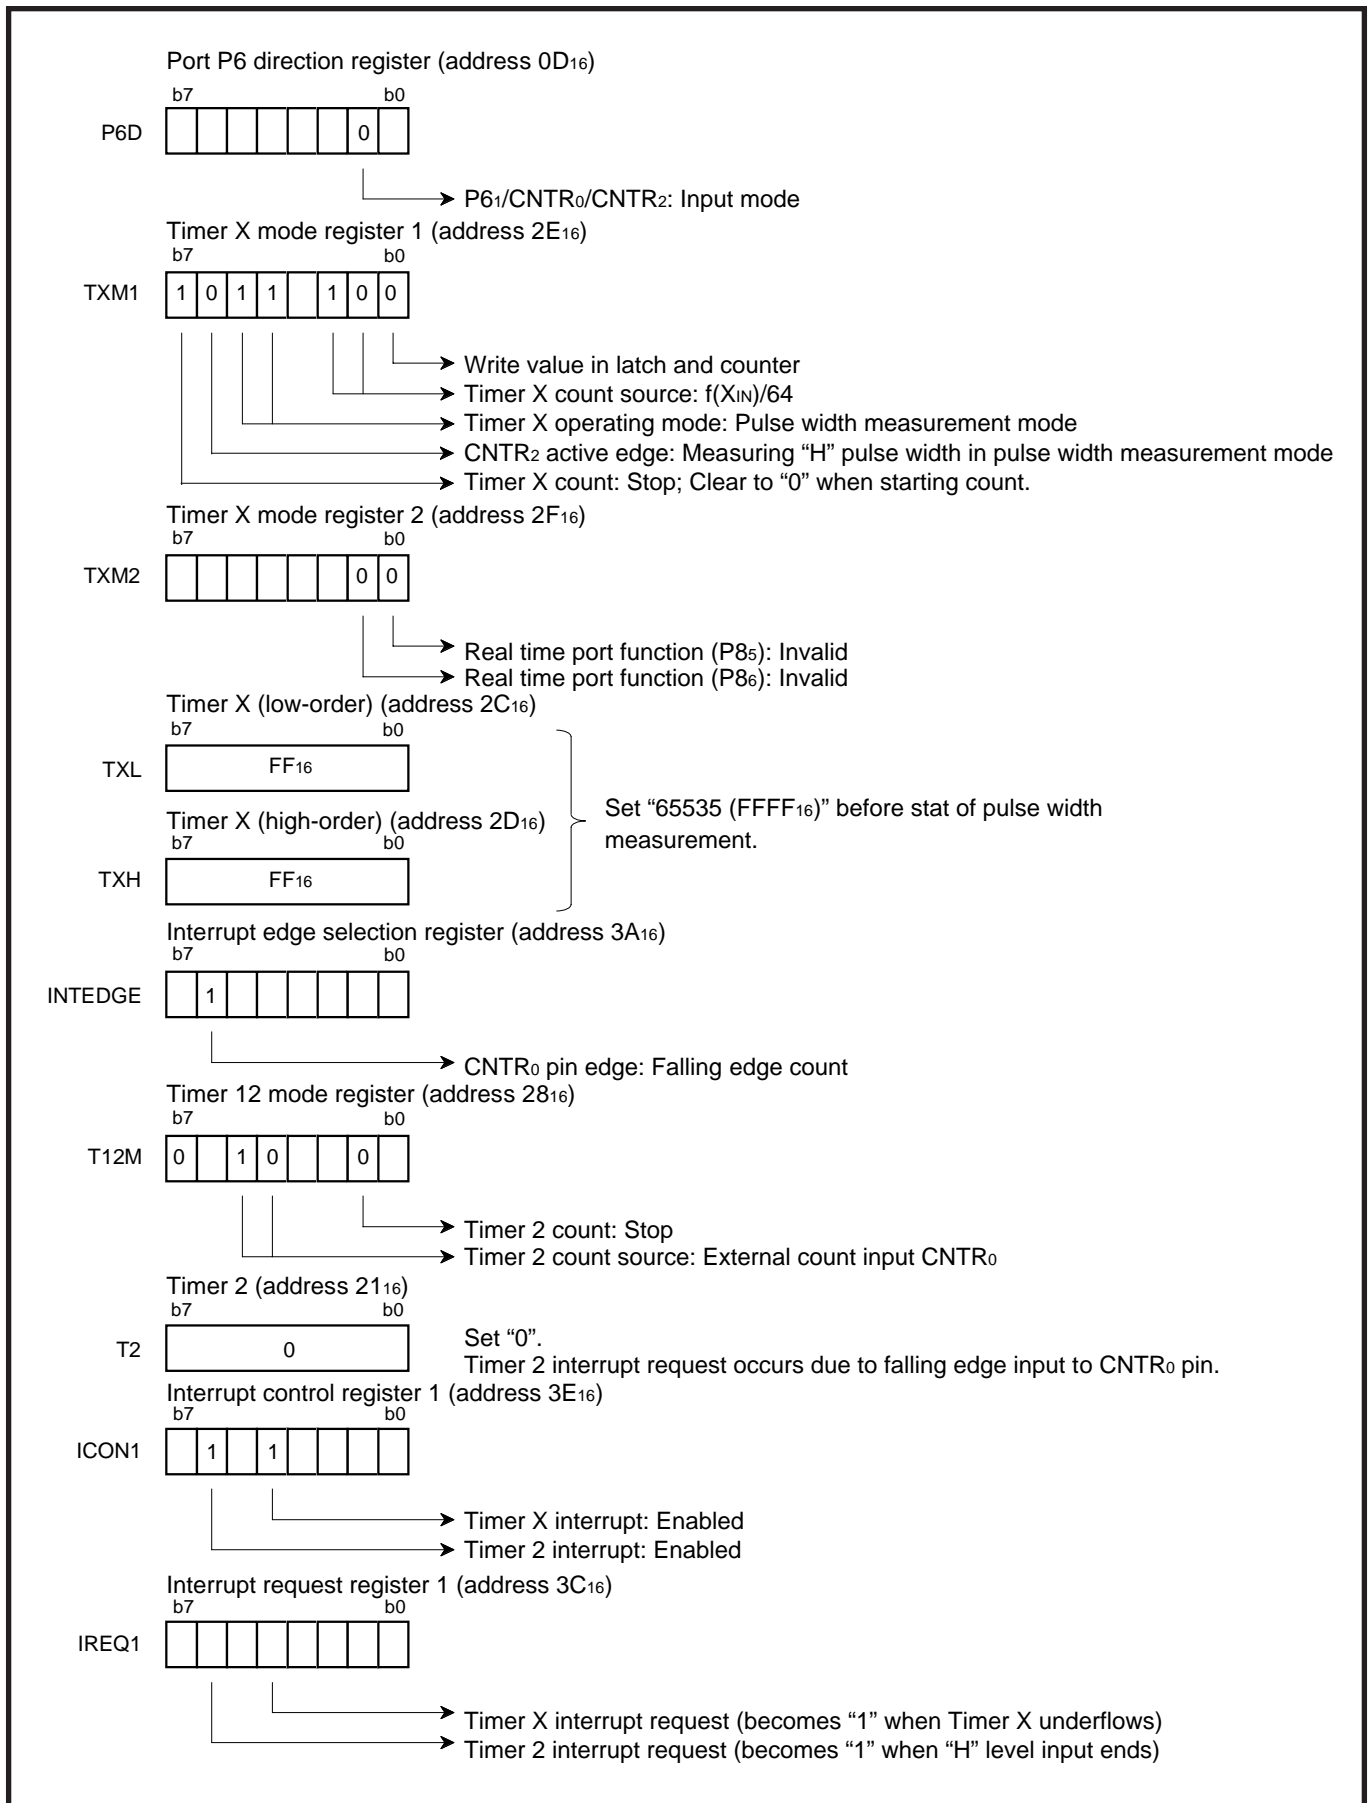 Port P6 direction register (address 0D16)
b7 b0
P6D 0
P61/CNTR0/CNTR2: Input mode
Timer X mode register 1 (address 2E16)
b7 b0
TXM1 1 0 1 1 1 0 0
Write value in latch and counter
Timer X count source: f(XIN)/64
Timer X operating mode: Pulse width measurement mode
CNTR2 active edge: Measuring “H” pulse width in pulse width measurement mode
Timer X count: Stop; Clear to “0” when starting count.
Timer X mode register 2 (address 2F16)
b7 b0
TXM2 0 0
Real time port function (P85): Invalid
Real time port function (P86): Invalid
Timer X (low-order) (address 2C16)
b7 b0
TXL FF16
Set “65535 (FFFF16)” before stat of pulse width
measurement.
Timer X (high-order) (address 2D16)
b7 b0
TXH FF16
Interrupt edge selection register (address 3A16)
b7 b0
INTEDGE 1
CNTR0 pin edge: Falling edge count
Timer 12 mode register (address 2816)
b7 b0
T12M 0 1 0 0
Timer 2 count: Stop
Timer 2 count source: External count input CNTR0
Timer 2 (address 2116)
b7 b0
T2 0
Set “0”.
Timer 2 interrupt request occurs due to falling edge input to CNTR0 pin.
Interrupt control register 1 (address 3E16)
b7 b0
ICON1 1 1
Timer X interrupt: Enabled
Timer 2 interrupt: Enabled
Interrupt request register 1 (address 3C16)
b7 b0
IREQ1
Timer X interrupt request (becomes “1” when Timer X underflows)
Timer 2 interrupt request (becomes “1” when “H” level input ends)